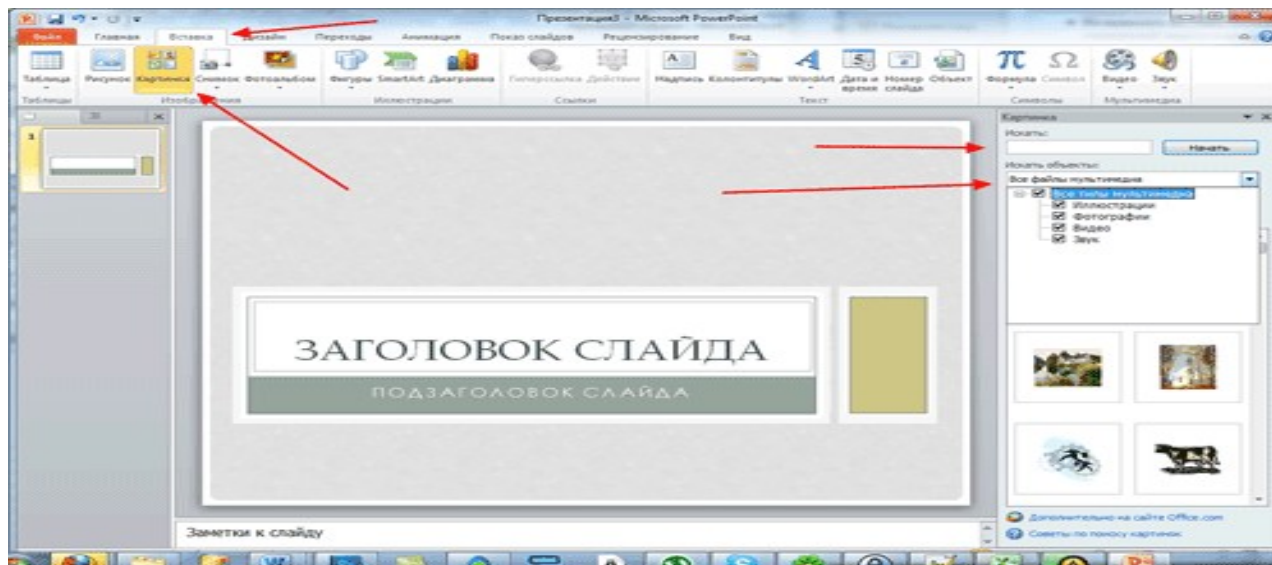 Презентация3 - Microsoft PowerPoint
Файл Главная Вставка Дизайн Переходы Анимация Показ слайдов Рецензирование Вид
Таблица Рисунок Картинка Снимок Фотоальбом Фигуры SmartArt Диаграмма Гиперссылка Действие Надпись Колонтитулы WordArt Дата и время Номер слайда Объект Формула Символ Видео Звук
Таблицы Изображения Иллюстрации Ссылки Текст Символы Мультимедиа
Картинка
Искать:
Начать
Искать объекты:
Все файлы мультимедиа
Все типы мультимедиа
Иллюстрации
Фотографии
Видео
Звук
ЗАГОЛОВОК СЛАЙДА
ПОДЗАГОЛОВОК СЛАЙДА
Заметки к слайду
Дополнительно на сайте Office.com
Советы по поиску картинок